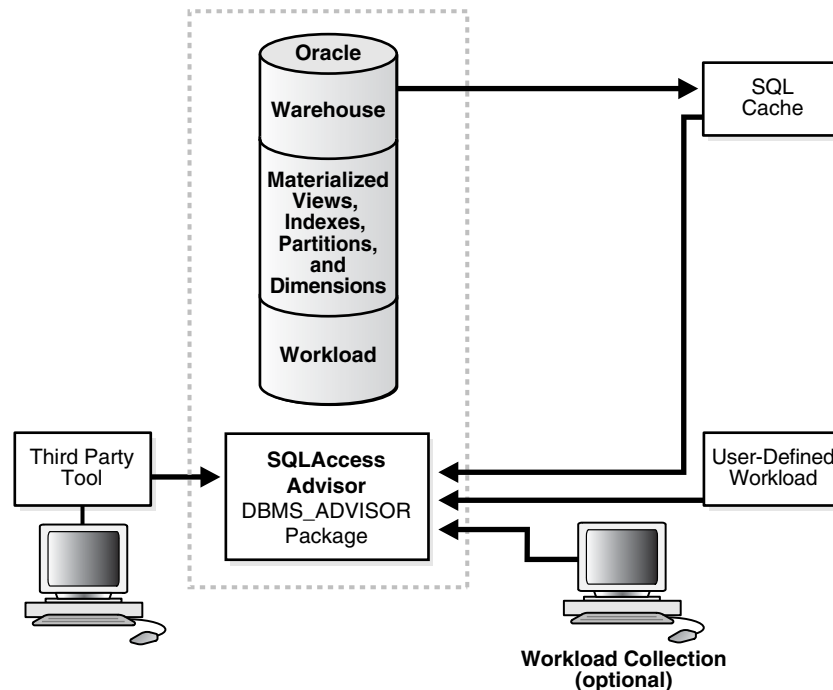 Oracle
Warehouse
Materialized
Views,
Indexes,
Partitions,
and
Dimensions
Workload
SQL
Cache
Third Party
Tool
SQLAccess
Advisor
DBMS_ADVISOR
Package
User-Defined
Workload
Workload Collection
(optional)